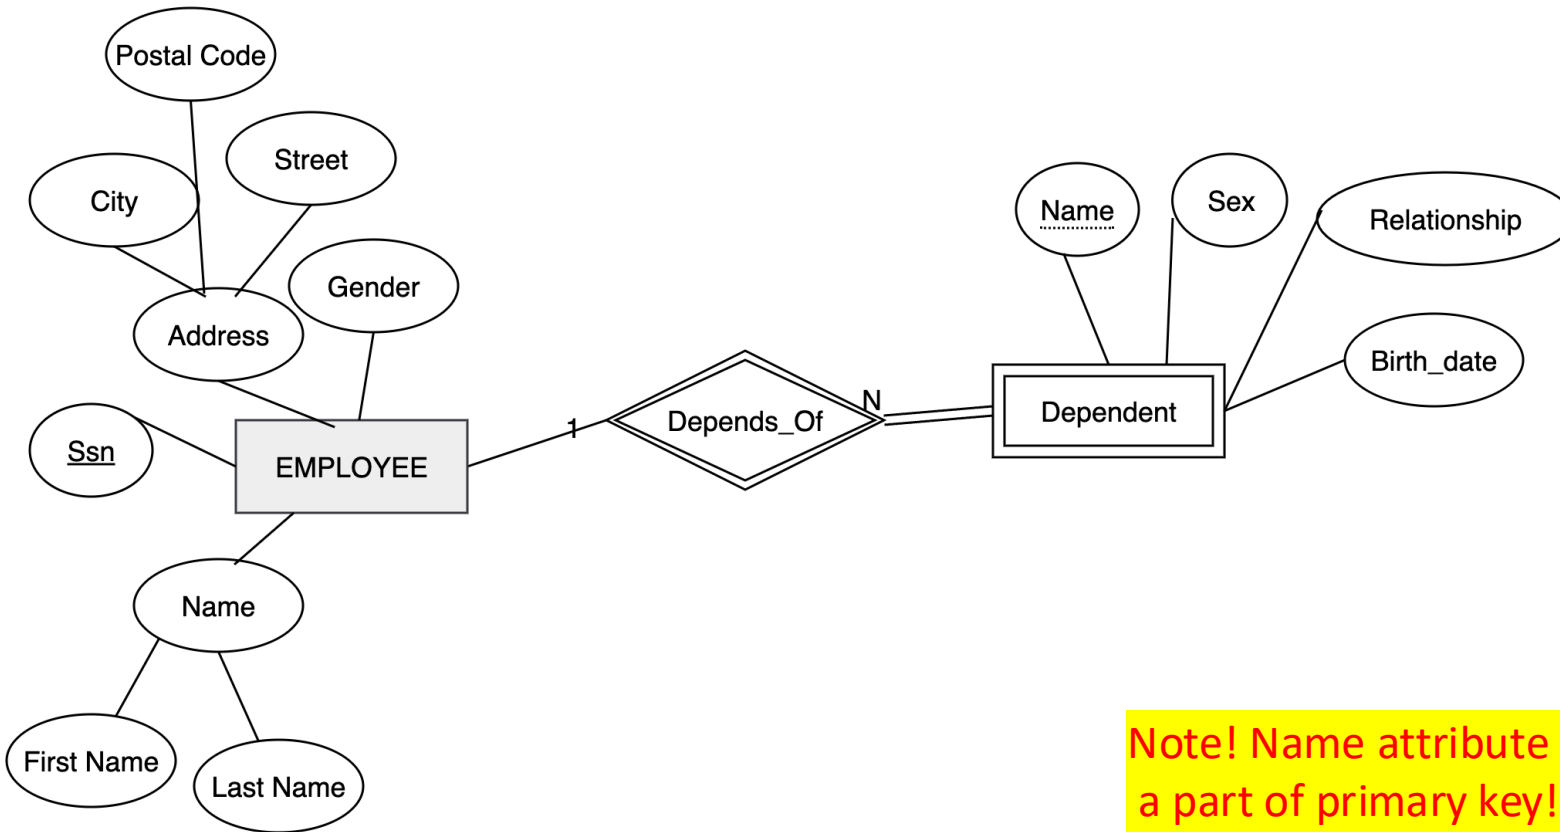 Postal Code
Street
City
Gender
Address
Ssn
EMPLOYEE
Name
First Name
Last Name
1
Depends_Of
N
Name
Sex
Relationship
Birth_date
Dependent
Note! Name attribute
a part of primary key!